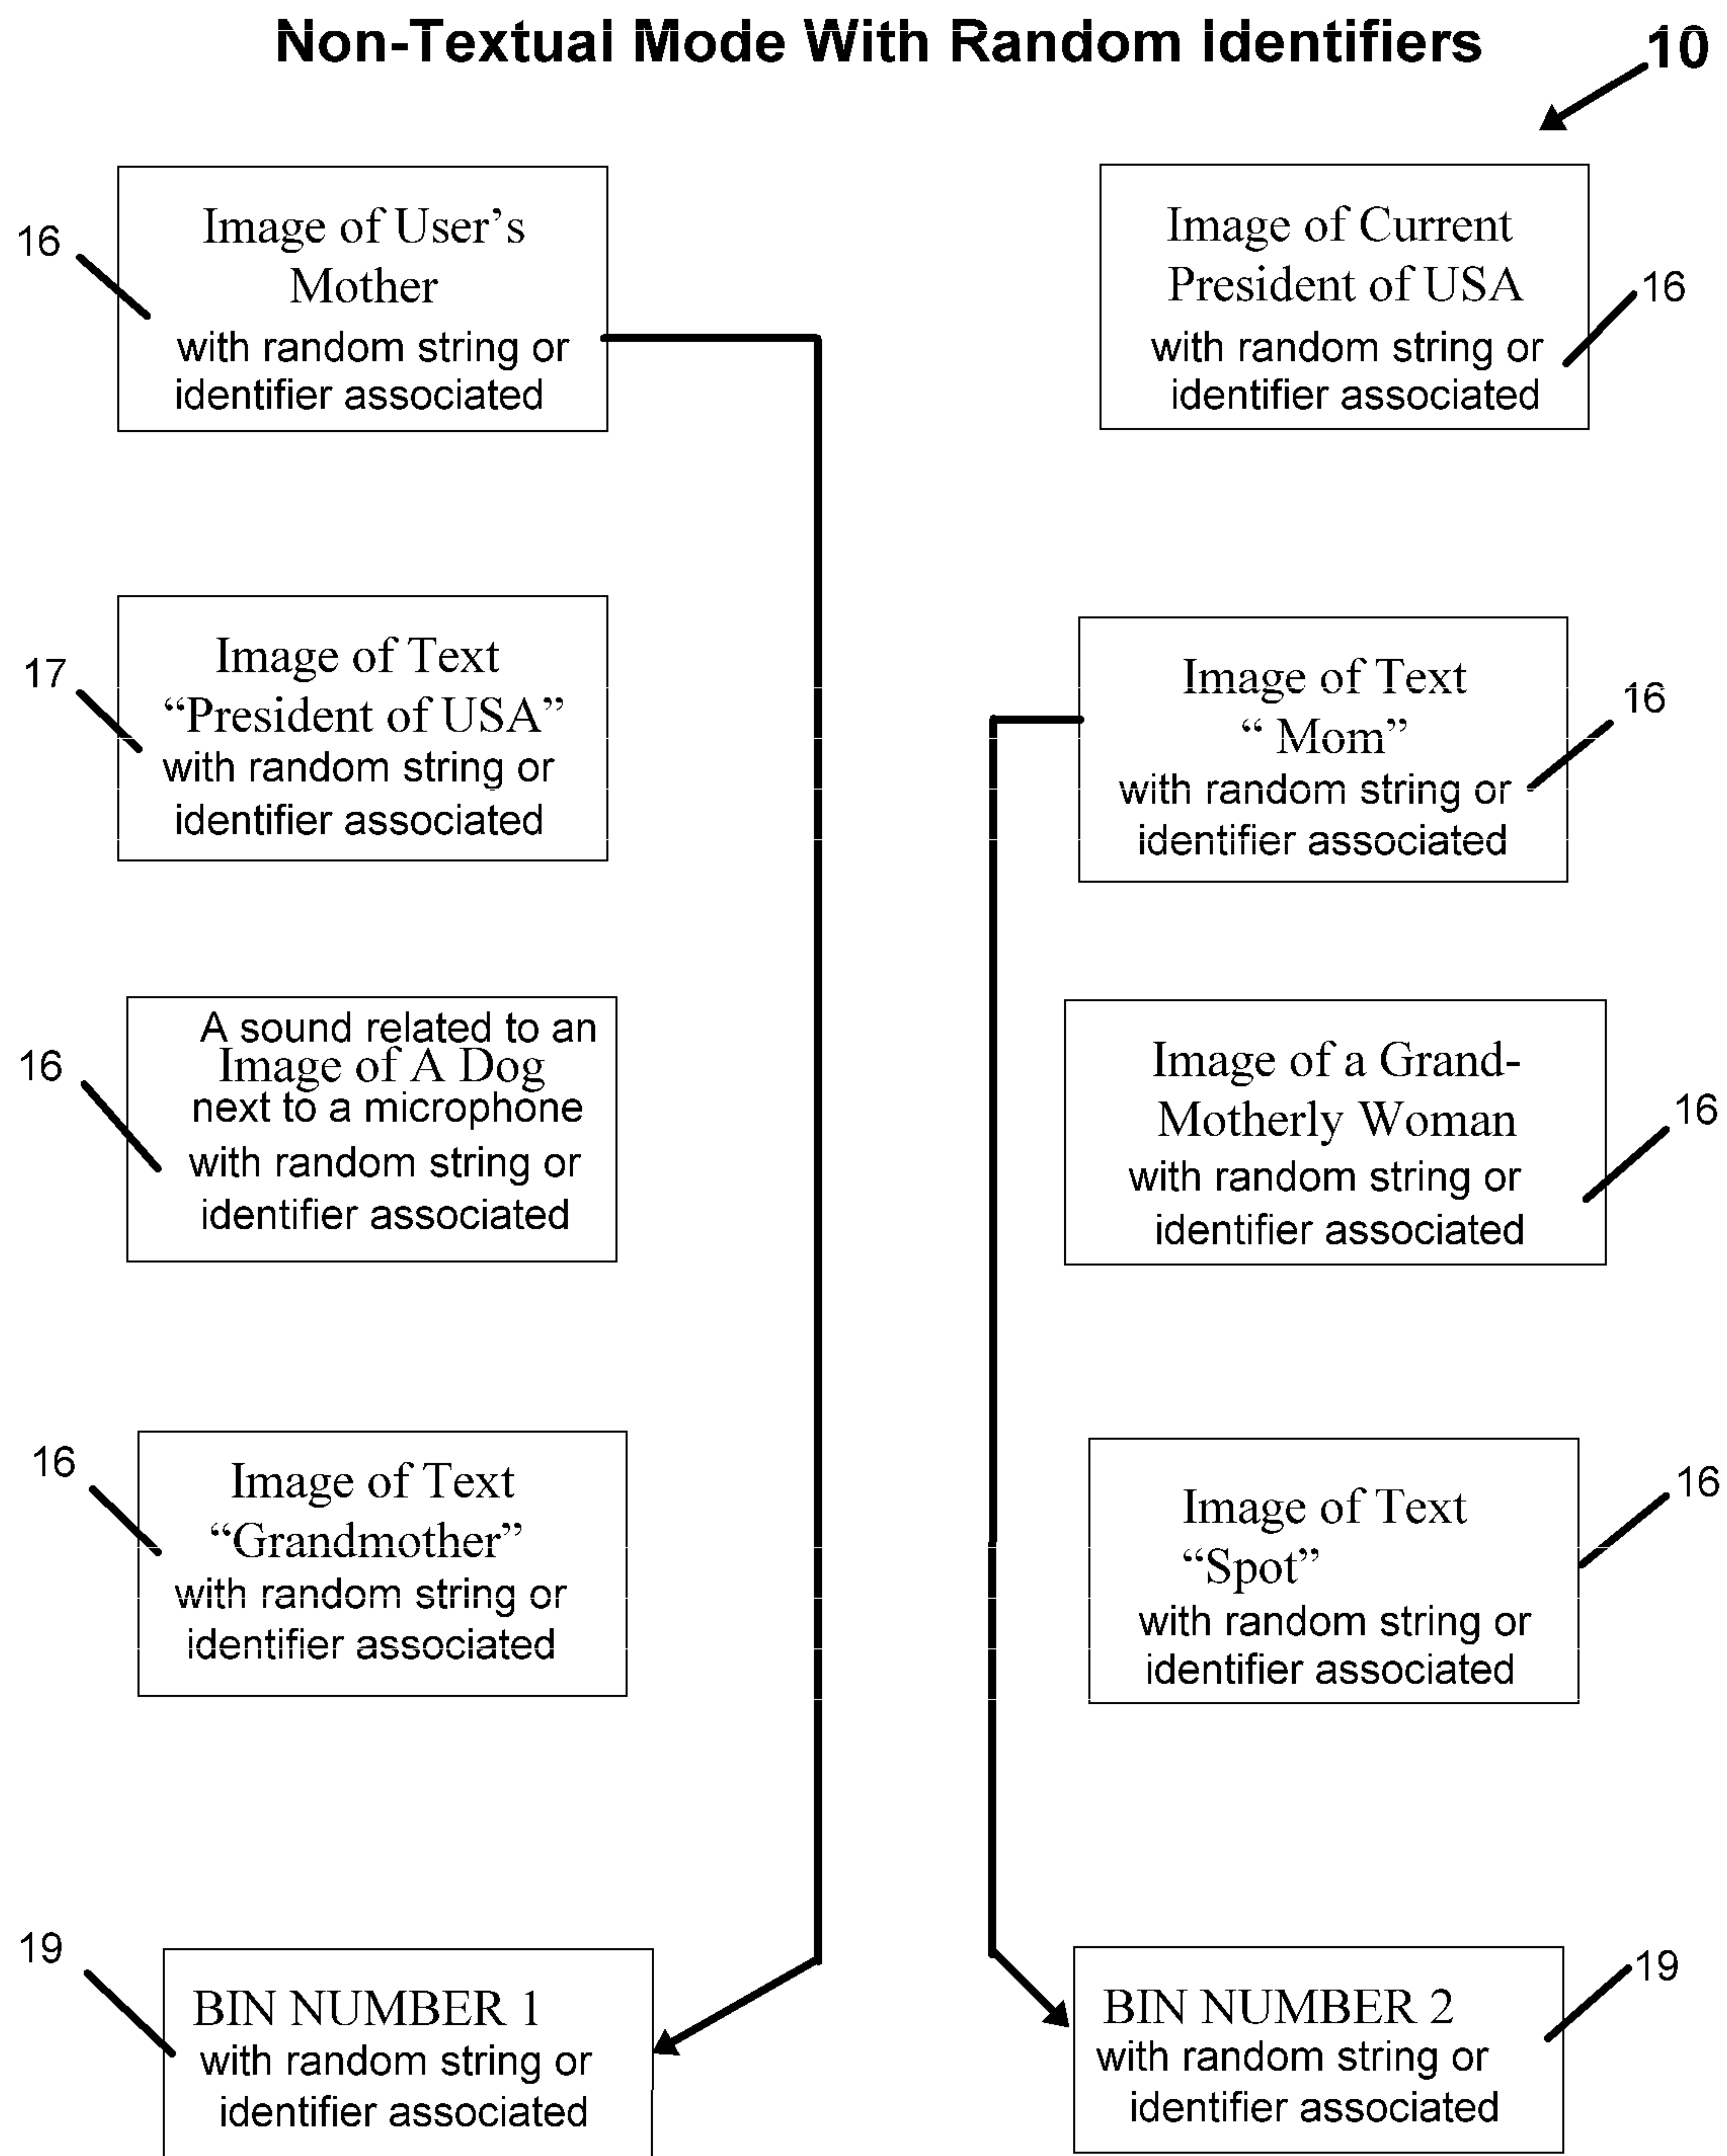 Non-Textual Mode With Random Identifiers
10
16
Image of User’s
Mother
with random string or
identifier associated
Image of Current
President of USA
with random string or
identifier associated
16
17
Image of Text
“President of USA”
with random string or
identifier associated
Image of Text
“ Mom”
with random string or
identifier associated
16
16
A sound related to an
Image of A Dog
next to a microphone
with random string or
identifier associated
Image of a Grand-
Motherly Woman
with random string or
identifier associated
16
16
Image of Text
“Grandmother”
with random string or
identifier associated
Image of Text
“Spot”
with random string or
identifier associated
16
19
BIN NUMBER 1
with random string or
identifier associated
BIN NUMBER 2
with random string or
identifier associated
19